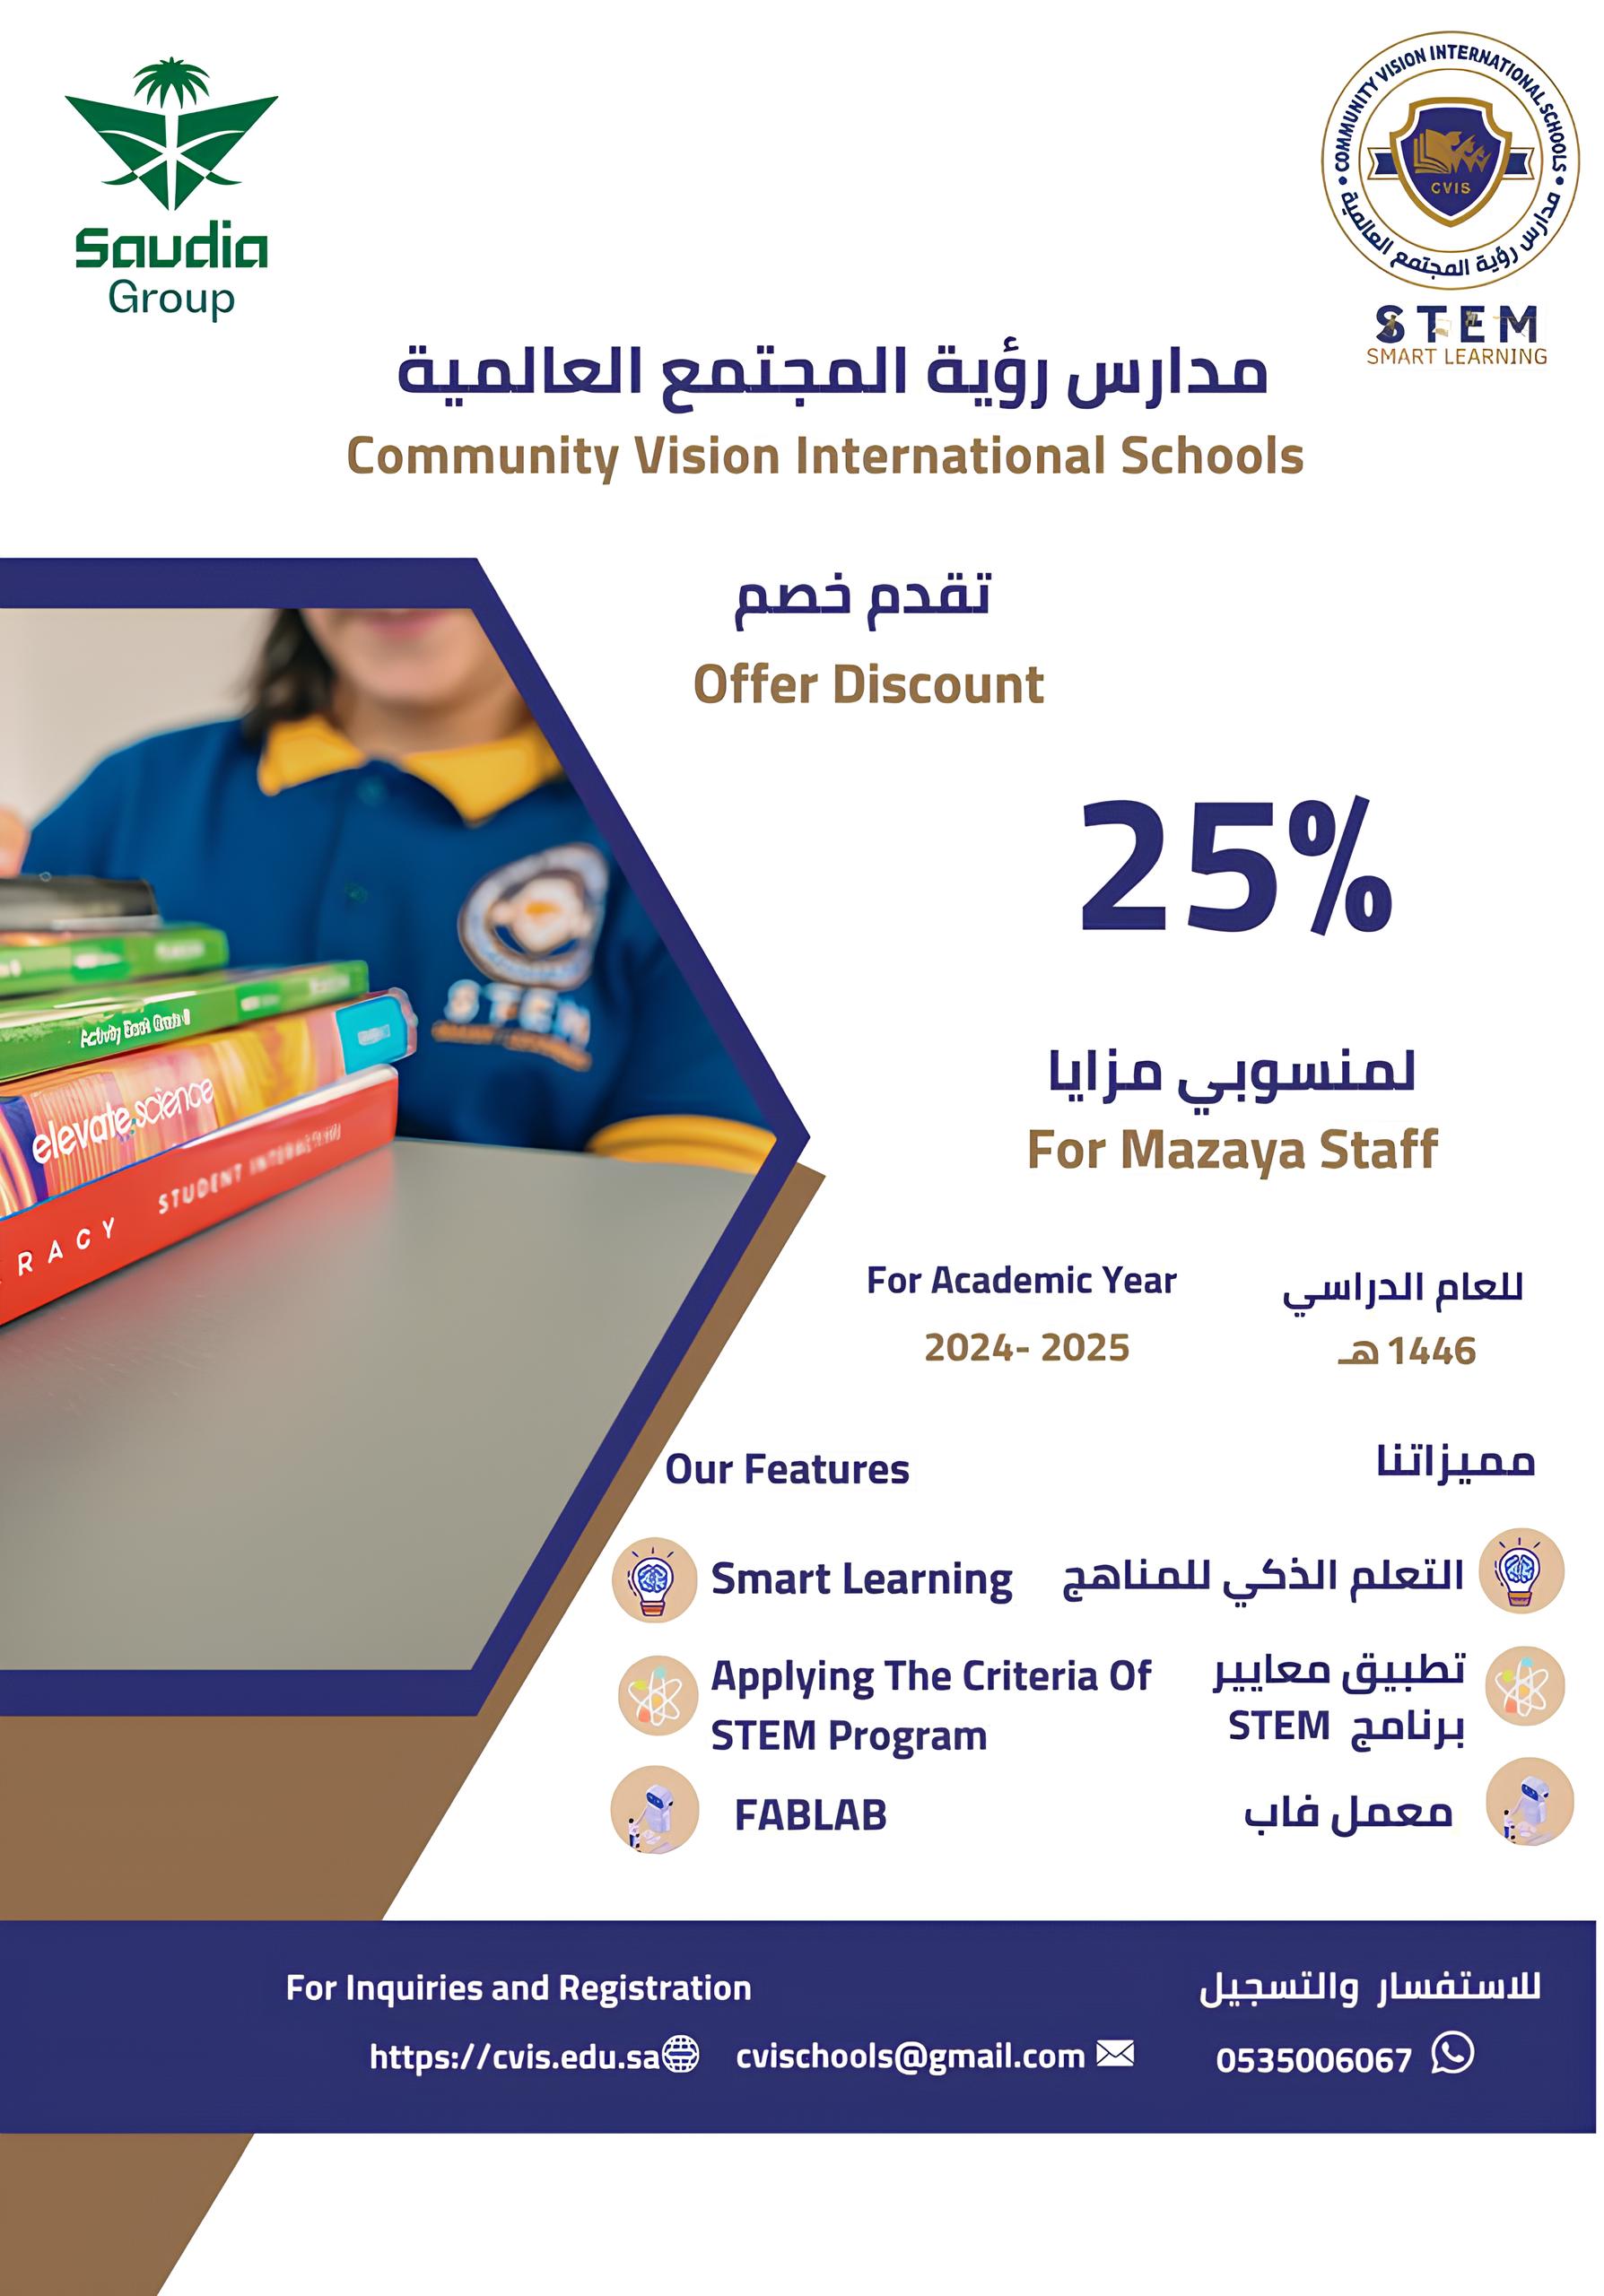 Saudia
Group
COMMUNITY VISION INTERNATIONAL SCHOOLS
CVIS
مدارس رؤية المجتمع العالمية
STEM
SMART LEARNING
مدارس رؤية المجتمع العالمية
Community Vision International Schools
تقدم خصم
Offer Discount
25%
لمنسوبي مزايا
For Mazaya Staff
For Academic Year
للعام الدراسي
2024- 2025
1446 هـ
STEM
Activity Book
elevate science
RACY STUDENT
Our Features
مميزاتنا
Smart Learning
التعلم الذكي للمناهج
Applying The Criteria Of
STEM Program
تطبيق معايير
برنامج STEM
FABLAB
معمل فاب
For Inquiries and Registration
للاستفسار والتسجيل
https://cvis.edu.sa
cvischools@gmail.com
0535006067